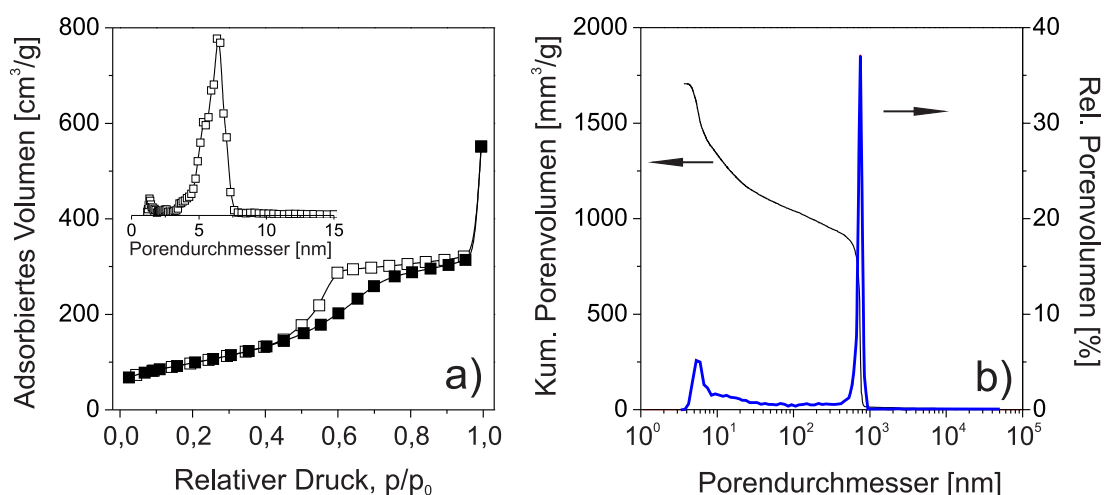 Adsorbiertes Volumen [cm³/g]
800
600
400
200
0
0 5 10 15
Porendurchmesser [nm]
a)
0,0 0,2 0,4 0,6 0,8 1,0
Relativer Druck, p/p₀
Kum. Porenvolumen [mm³/g]
2000
1500
1000
500
0
b)
10⁰ 10¹ 10² 10³ 10⁴ 10⁵
Porendurchmesser [nm]
40
30
20
10
0
Rel. Porenvolumen [%]